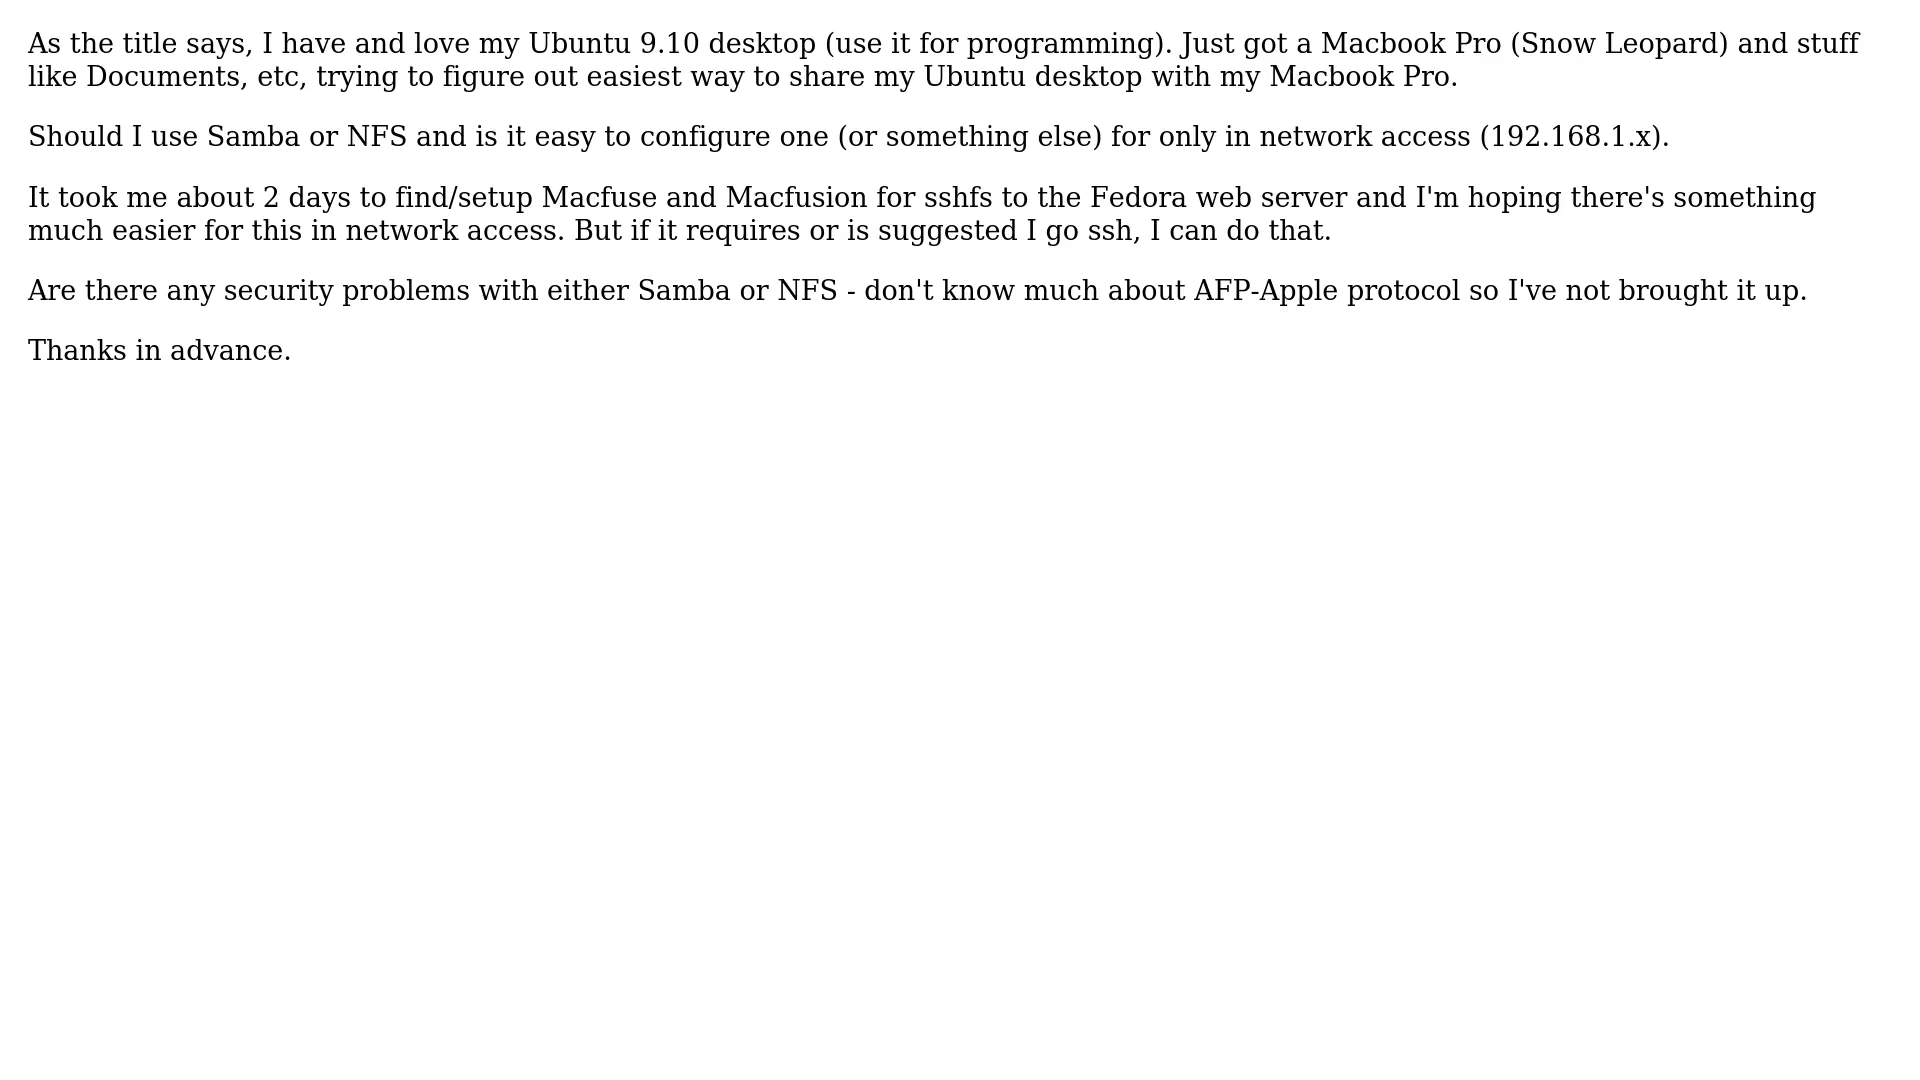 As the title says, I have and love my Ubuntu 9.10 desktop (use it for programming). Just got a Macbook Pro (Snow Leopard) and stuff
like Documents, etc, trying to figure out easiest way to share my Ubuntu desktop with my Macbook Pro.
Should I use Samba or NFS and is it easy to configure one (or something else) for only in network access (192.168.1.x).
It took me about 2 days to find/setup Macfuse and Macfusion for sshfs to the Fedora web server and I'm hoping there's something
much easier for this in network access. But if it requires or is suggested I go ssh, I can do that.
Are there any security problems with either Samba or NFS - don't know much about AFP-Apple protocol so I've not brought it up.
Thanks in advance.